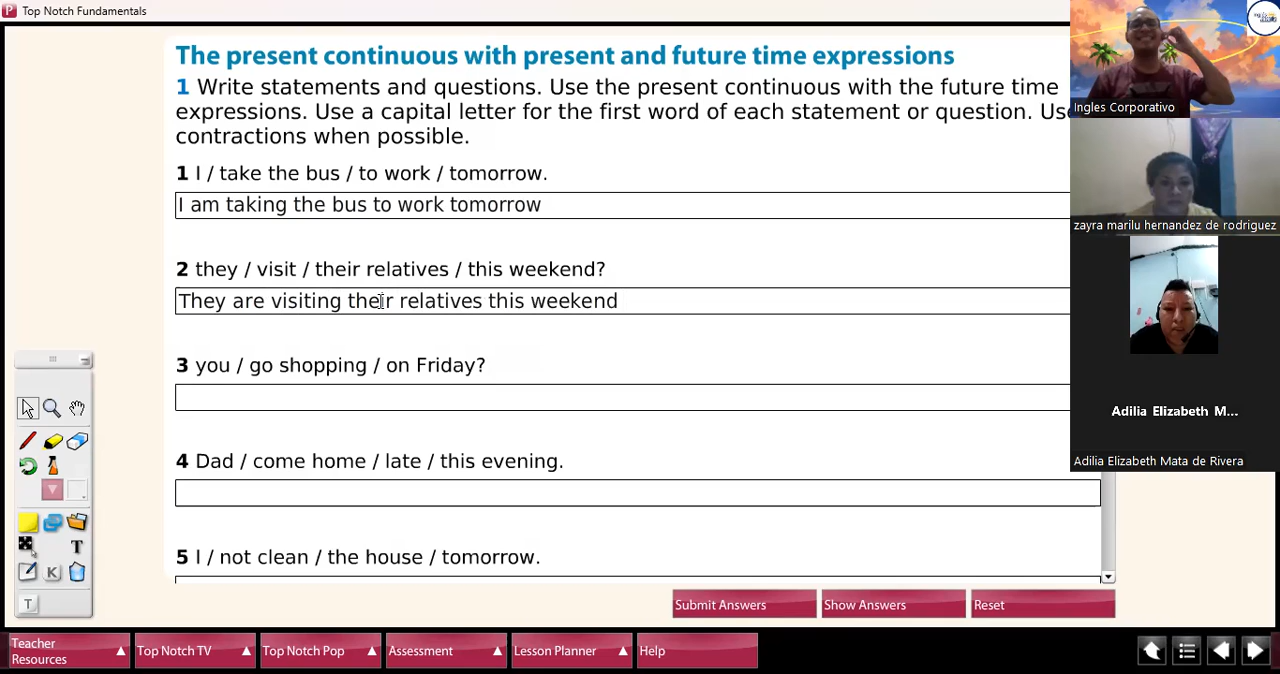 Top Notch Fundamentals
The present continuous with present and future time expressions
1 Write statements and questions. Use the present continuous with the future time
expressions. Use a capital letter for the first word of each statement or question. Use
contractions when possible.
1 I / take the bus / to work / tomorrow.
I am taking the bus to work tomorrow
2 they / visit / their relatives / this weekend?
They are visiting their relatives this weekend
3 you / go shopping / on Friday?
4 Dad / come home / late / this evening.
5 I / not clean / the house / tomorrow.
Submit Answers
Show Answers
Reset
Teacher
Resources
Top Notch TV
Top Notch Pop
Assessment
Lesson Planner
Help
Ingles Corporativo
zayra marilu hernandez de rodriguez
Adilia Elizabeth M...
Adilia Elizabeth Mata de Rivera
T
K
T